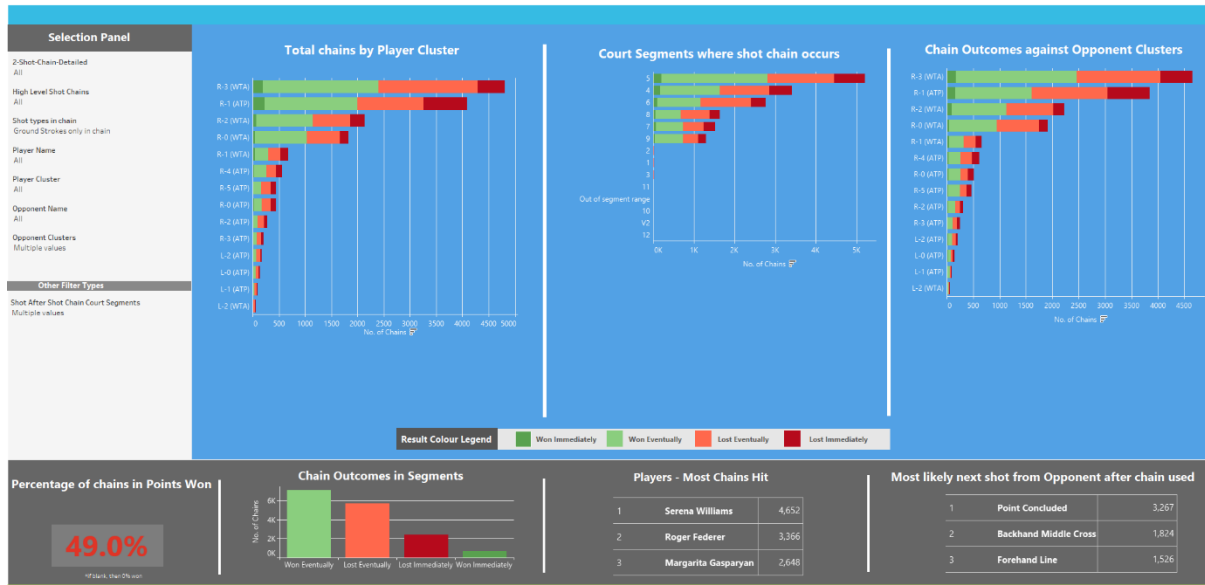 Selection Panel
2-Shot-Chain-Detailed
All
High Level Shot Chains
All
Shot types in chain
Ground Strokes only in chain
Player Name
All
Player Cluster
All
Opponent Name
All
Opponent Clusters
Multiple values
Other Filter Types
Shot After Shot Chain Court Segments
Multiple values
Total chains by Player Cluster
R-3 (WTA)
R-1 (ATP)
R-2 (WTA)
R-0 (WTA)
R-1 (WTA)
R-4 (ATP)
R-5 (ATP)
R-0 (ATP)
R-2 (ATP)
R-3 (ATP)
L-2 (ATP)
L-0 (ATP)
L-1 (ATP)
L-2 (WTA)
0 500 1000 1500 2000 2500 3000 3500 4000 4500 5000
No. of Chains
Court Segments where shot chain occurs
5
4
6
8
7
9
2
1
3
11
Out of segment range
10
V2
12
0K 1K 2K 3K 4K 5K
No. of Chains
Chain Outcomes against Opponent Clusters
R-3 (WTA)
R-1 (ATP)
R-2 (WTA)
R-0 (WTA)
R-1 (WTA)
R-4 (ATP)
R-0 (ATP)
R-5 (ATP)
R-2 (ATP)
R-3 (ATP)
L-2 (ATP)
L-0 (ATP)
L-1 (ATP)
L-2 (WTA)
0 500 1000 1500 2000 2500 3000 3500 4000 4500
No. of Chains
Result Colour Legend Won Immediately Won Eventually Lost Eventually Lost Immediately
Percentage of chains in Points Won
49.0%
*If blank, than 0% won
Chain Outcomes in Segments
No. of Chains
6K
4K
2K
0K
Won Eventually Lost Eventually Lost Immediately Won Immediately
Players - Most Chains Hit
1 Serena Williams 4,652
2 Roger Federer 3,366
3 Margarita Gasparyan 2,648
Most likely next shot from Opponent after chain used
1 Point Concluded 3,267
2 Backhand Middle Cross 1,824
3 Forehand Line 1,526